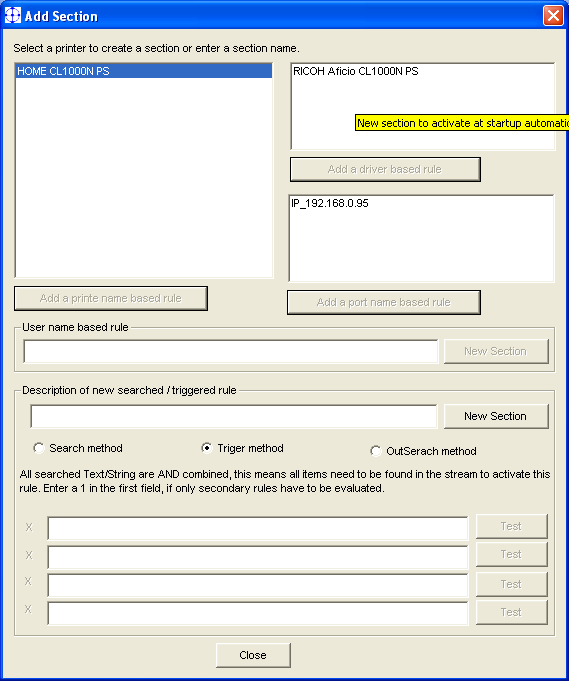 Add Section
Select a printer to create a section or enter a section name.
HOME CL1000N PS
RICOH Aficio CL1000N PS
New section to activate at startup automatic
Add a driver based rule
IP_192.168.0.95
Add a printe name based rule
Add a port name based rule
User name based rule
New Section
Description of new searched / triggered rule
New Section
Search method
Triger method
OutSerach method
All searched Text/String are AND combined, this means all items need to be found in the stream to activate this
rule. Enter a 1 in the first field, if only secondary rules have to be evaluated.
X
Test
X
Test
X
Test
X
Test
Close